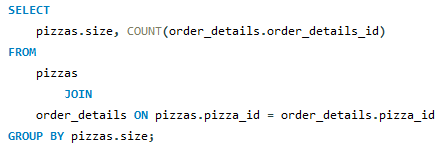 SELECT
pizzas.size, COUNT(order_details.order_details_id)
FROM
pizzas
JOIN
order_details ON pizzas.pizza_id = order_details.pizza_id
GROUP BY pizzas.size;